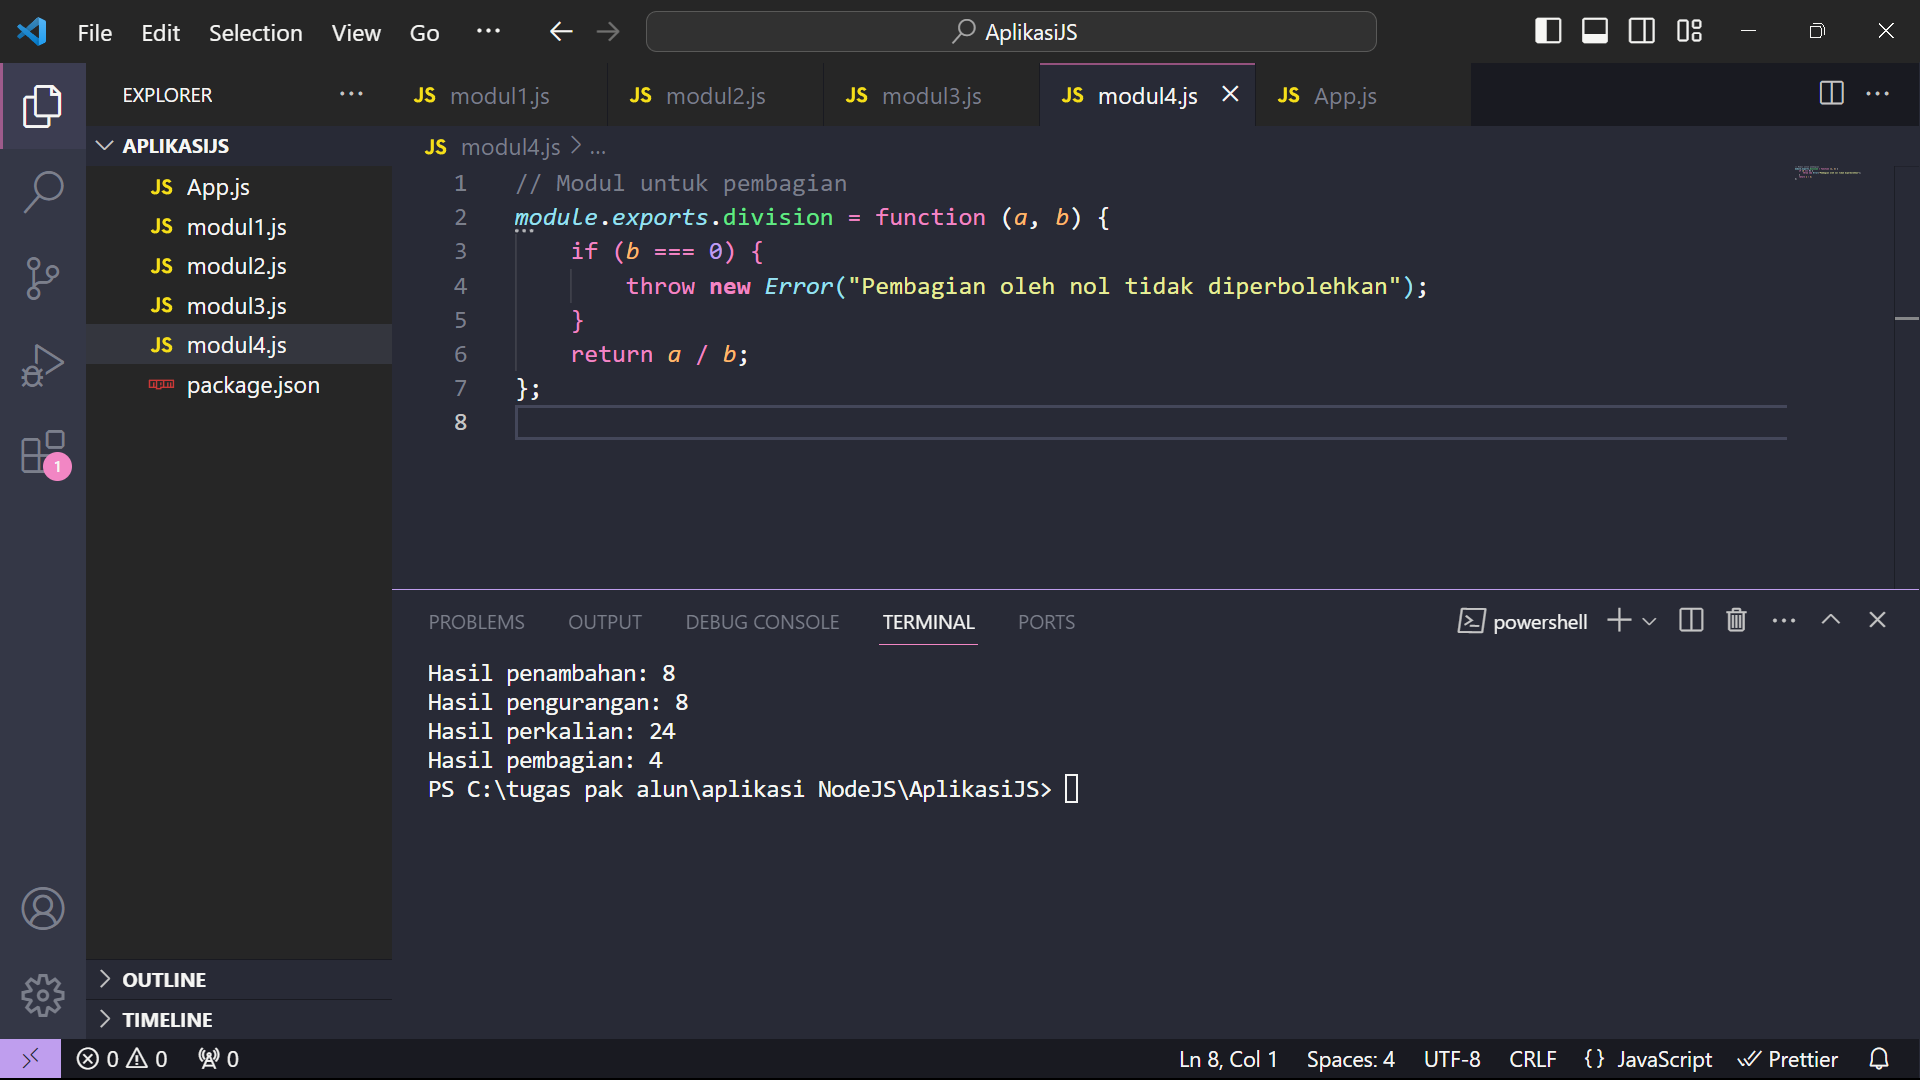 File Edit Selection View Go ··· AplikasiJS
EXPLORER ···
JS modul1.js JS modul2.js JS modul3.js JS modul4.js JS App.js
APLIKASIJS
JS App.js
JS modul1.js
JS modul2.js
JS modul3.js
JS modul4.js
package.json
OUTLINE
TIMELINE
1
JS modul4.js > ...
1 // Modul untuk pembagian
2 module.exports.division = function (a, b) {
3 if (b === 0) {
4 throw new Error("Pembagian oleh nol tidak diperbolehkan");
5 }
6 return a / b;
7 };
8
PROBLEMS OUTPUT DEBUG CONSOLE TERMINAL PORTS powershell
Hasil penambahan: 8
Hasil pengurangan: 8
Hasil perkalian: 24
Hasil pembagian: 4
PS C:\tugas pak alun\aplikasi NodeJS\AplikasiJS>
0 0 0 Ln 8, Col 1 Spaces: 4 UTF-8 CRLF {} JavaScript Prettier